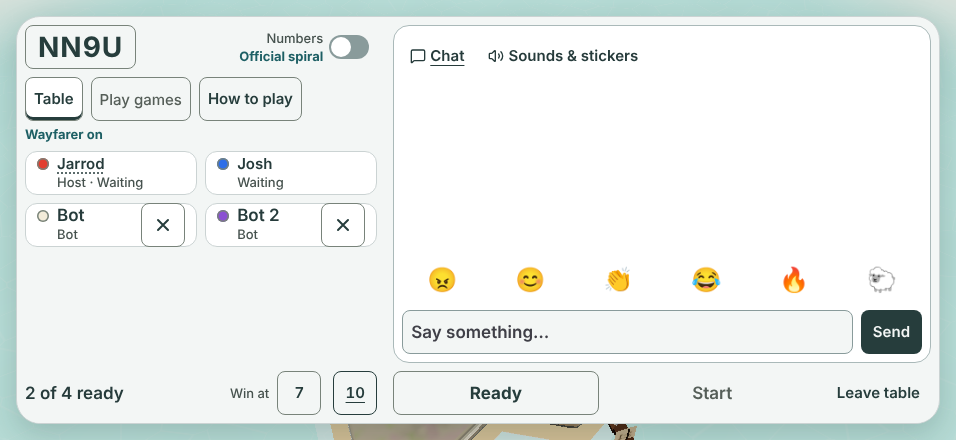 NN9U
Numbers
Official spiral
Table
Play games
How to play
Wayfarer on
Jarrod
Host · Waiting
Josh
Waiting
Bot
Bot
Bot 2
Bot
2 of 4 ready
Win at
7
10
Chat
Sounds & stickers
Say something...
Send
Ready
Start
Leave table